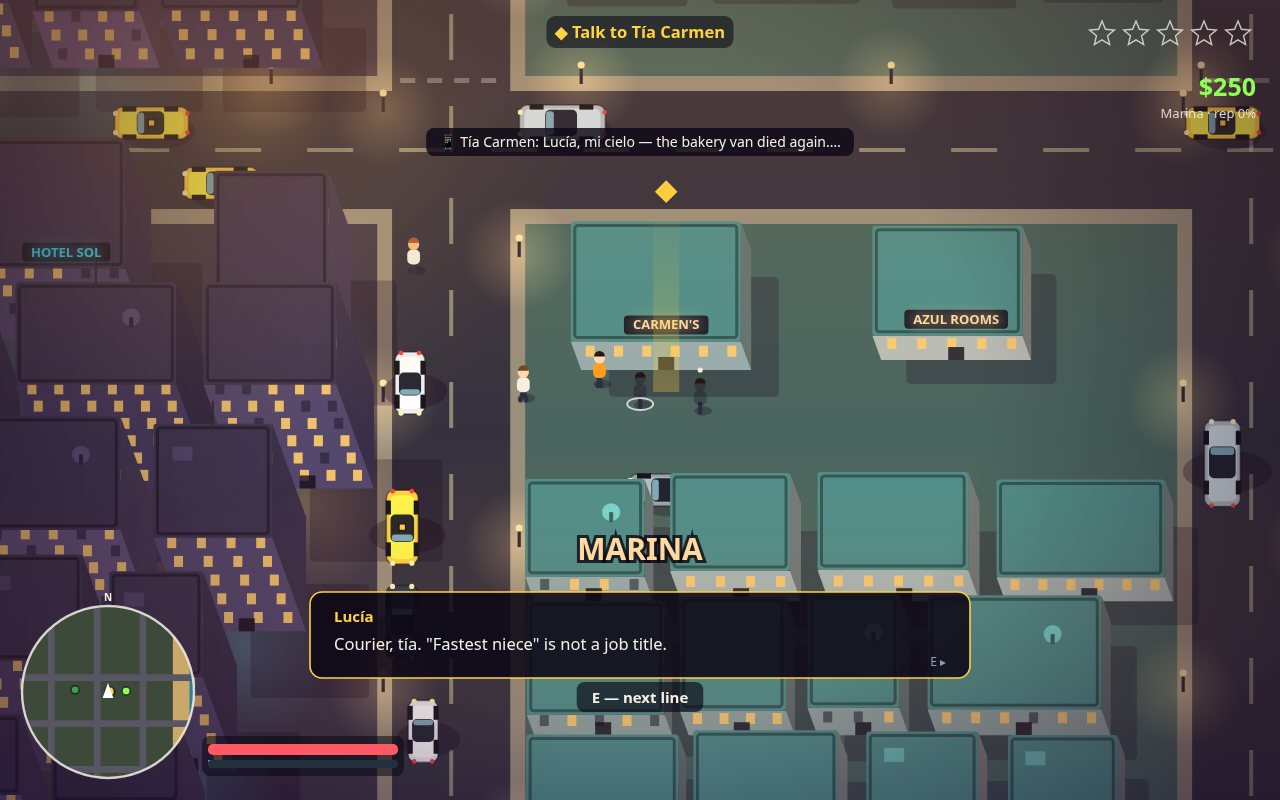 ◆ Talk to Tía Carmen
$250
Marina · rep 0%
📱 Tía Carmen: Lucía, mi cielo — the bakery van died again....
HOTEL SOL
CARMEN'S
AZUL ROOMS
MARINA
Lucía
Courier, tía. "Fastest niece" is not a job title.
E ▸
E — next line
N